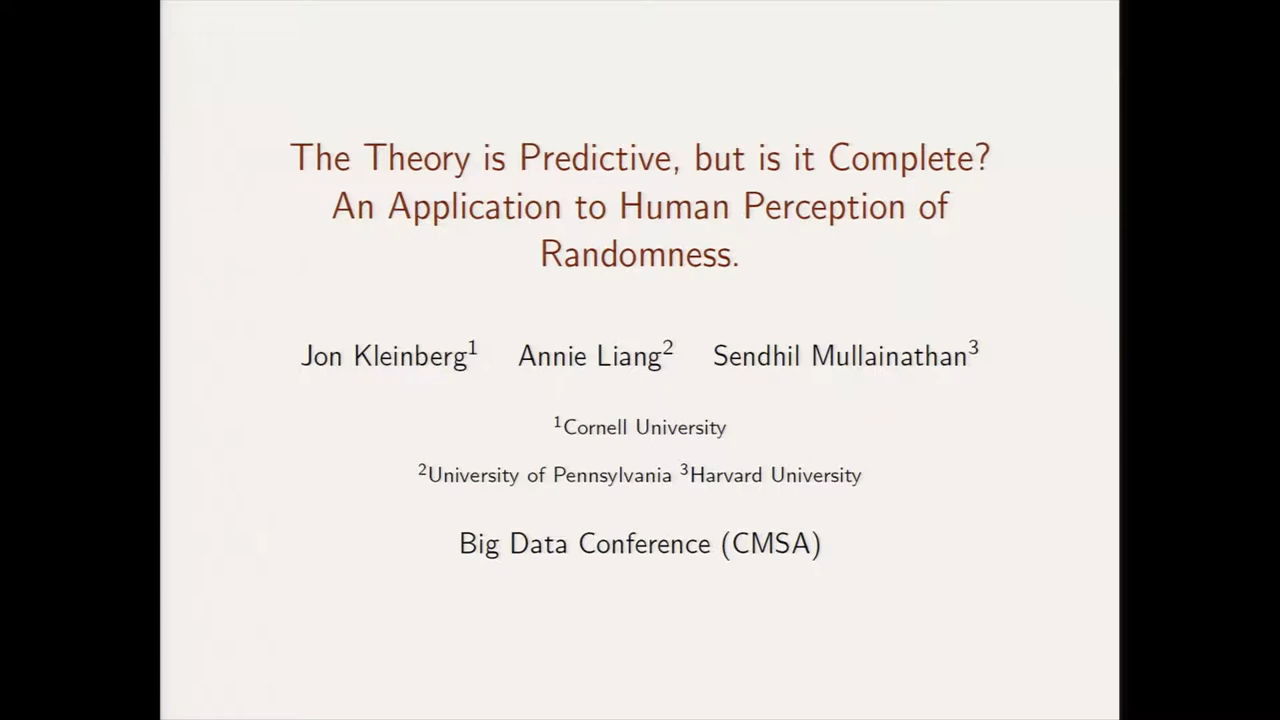 The Theory is Predictive, but is it Complete?
An Application to Human Perception of
Randomness.
Jon Kleinberg¹ Annie Liang² Sendhil Mullainathan³
¹Cornell University
²University of Pennsylvania ³Harvard University
Big Data Conference (CMSA)